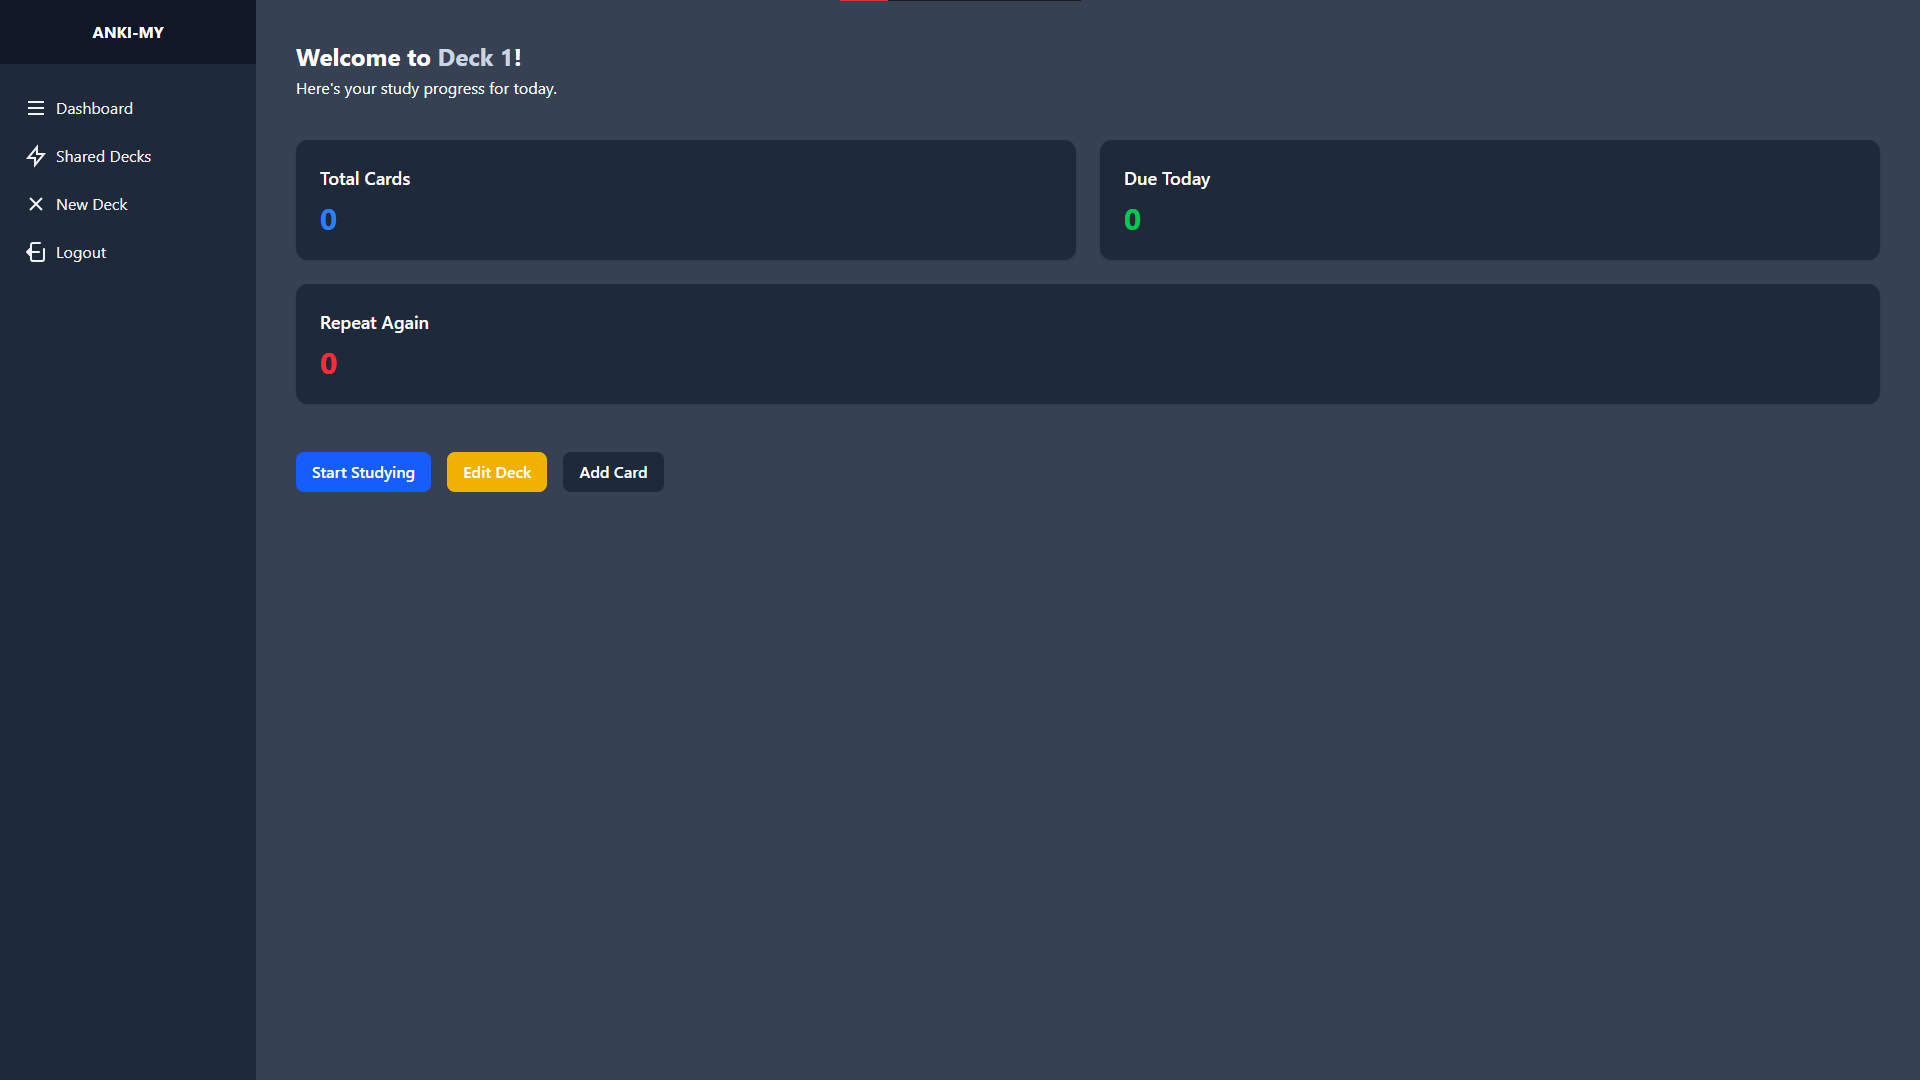 ANKI-MY
Dashboard
Shared Decks
New Deck
Logout
Welcome to Deck 1!
Here's your study progress for today.
Total Cards
0
Due Today
0
Repeat Again
0
Start Studying
Edit Deck
Add Card